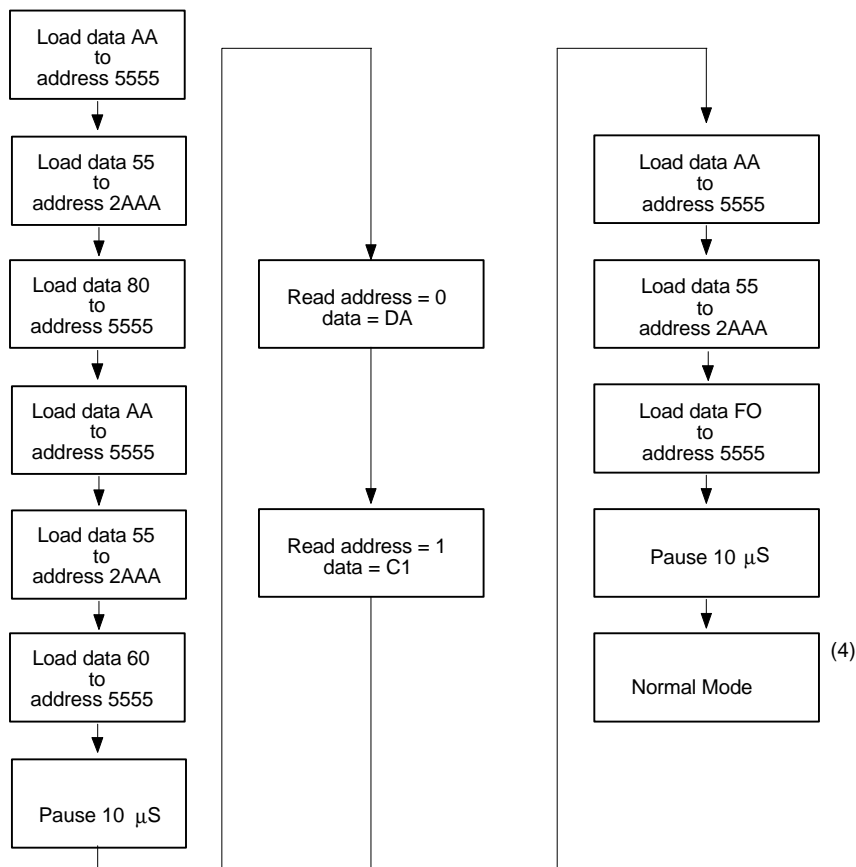 Load data AA
to
address 5555
Load data 55
to
address 2AAA
Load data 80
to
address 5555
Load data AA
to
address 5555
Load data 55
to
address 2AAA
Load data 60
to
address 5555
Pause 10 μS
Read address = 0
data = DA
Read address = 1
data = C1
Load data AA
to
address 5555
Load data 55
to
address 2AAA
Load data FO
to
address 5555
Pause 10 μS
Normal Mode
(4)